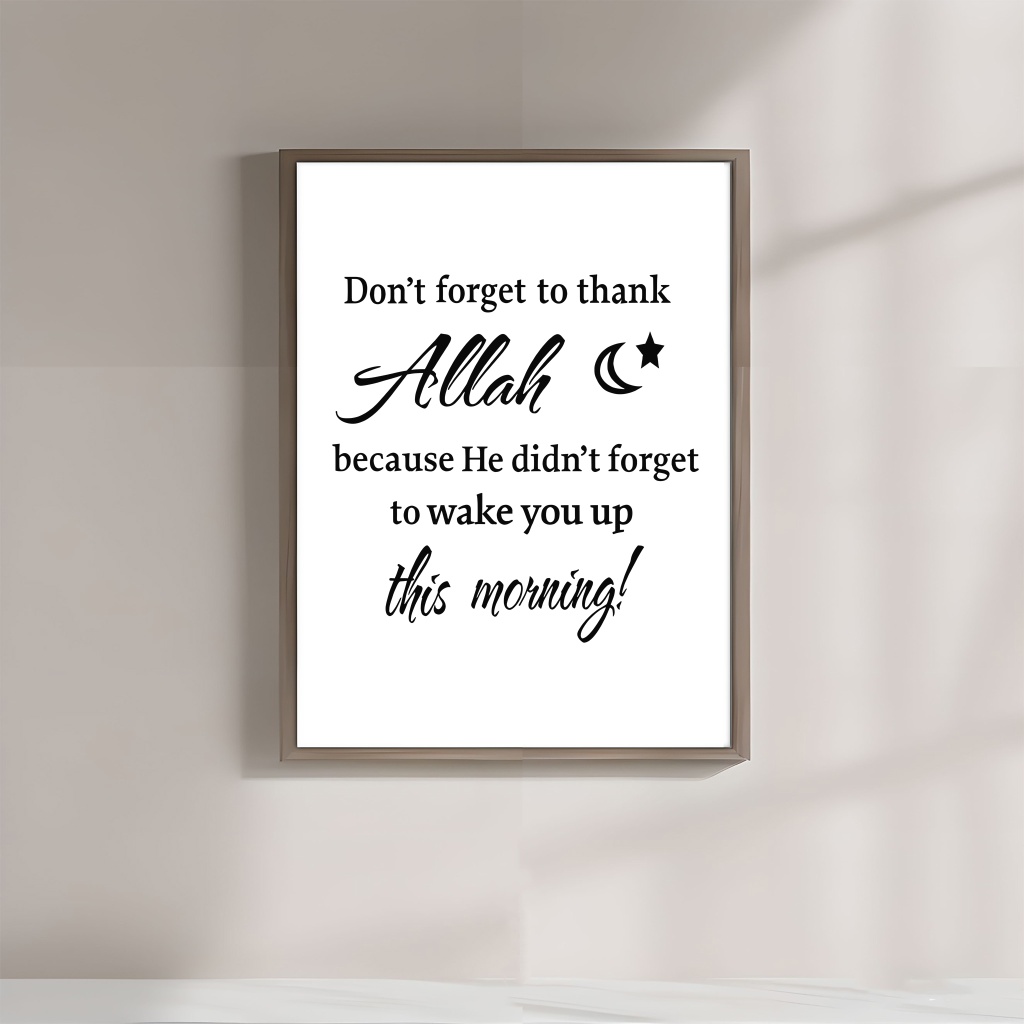 Don't forget to thank
Allah
because He didn't forget
to wake you up
this morning!